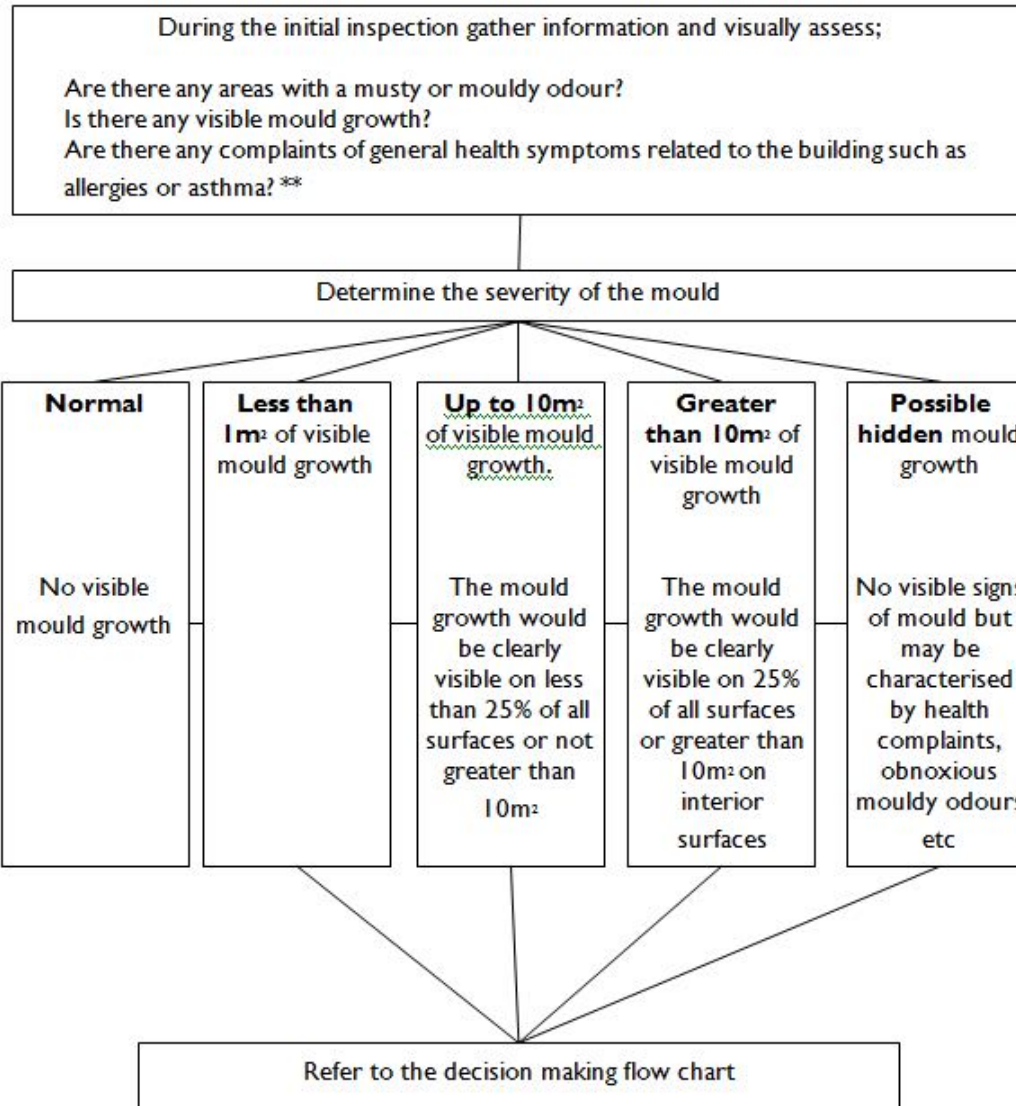 During the initial inspection gather information and visually assess;
Are there any areas with a musty or mouldy odour?
Is there any visible mould growth?
Are there any complaints of general health symptoms related to the building such as
allergies or asthma? **
Determine the severity of the mould
Normal
No visible
mould growth
Less than
1m² of visible
mould growth
Up to 10m²
of visible mould
growth.
The mould
growth would
be clearly
visible on less
than 25% of all
surfaces or not
greater than
10m²
Greater
than 10m² of
visible mould
growth
The mould
growth would
be clearly
visible on 25%
of all surfaces
or greater than
10m² on
interior
surfaces
Possible
hidden mould
growth
No visible signs
of mould but
may be
characterised
by health
complaints,
obnoxious
mouldy odours
etc
Refer to the decision making flow chart